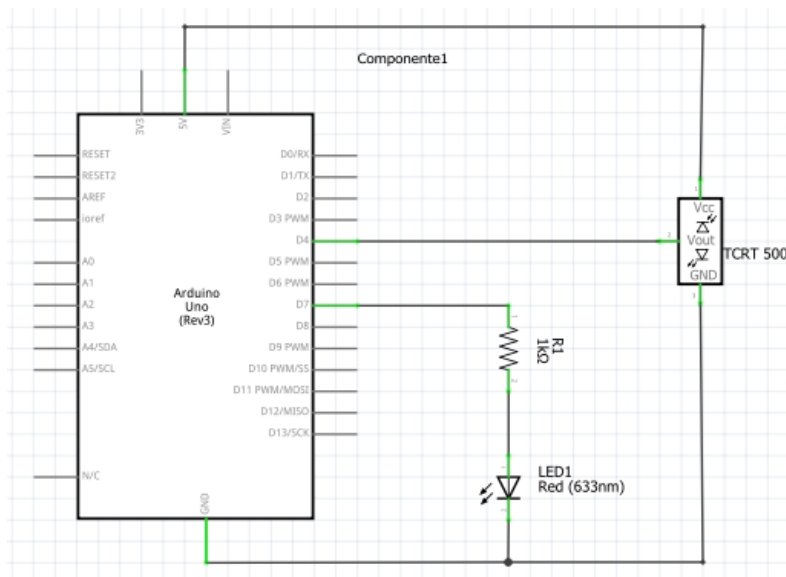 Componente1
3V3
5V
VIN
RESET
RESET2
AREF
ioref
A0
A1
A2
A3
A4/SDA
A5/SCL
N/C
Arduino
Uno
(Rev3)
D0/RX
D1/TX
D2
D3 PWM
D4
D5 PWM
D6 PWM
D7
D8
D9 PWM
D10 PWM/SS
D11 PWM/MOSI
D12/MISO
D13/SCK
GND
Vcc
Vout
GND
TCRT 500
R1
1kΩ
LED1
Red (633nm)